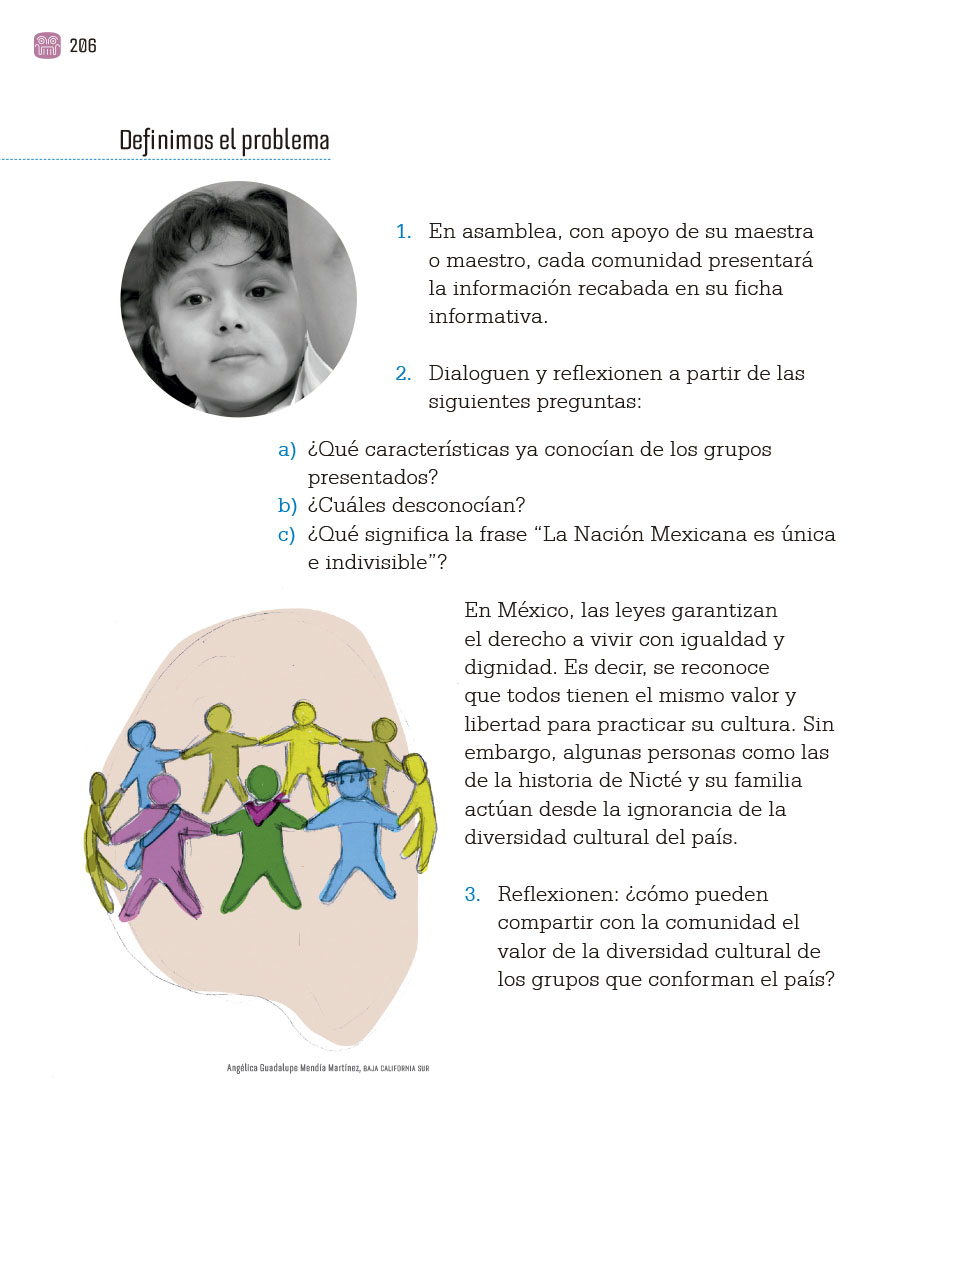 206
Definimos el problema
1. En asamblea, con apoyo de su maestra
o maestro, cada comunidad presentará
la información recabada en su ficha
informativa.
2. Dialoguen y reflexionen a partir de las
siguientes preguntas:
a) ¿Qué características ya conocían de los grupos
presentados?
b) ¿Cuáles desconocían?
c) ¿Qué significa la frase “La Nación Mexicana es única
e indivisible”?
En México, las leyes garantizan
el derecho a vivir con igualdad y
dignidad. Es decir, se reconoce
que todos tienen el mismo valor y
libertad para practicar su cultura. Sin
embargo, algunas personas como las
de la historia de Nicté y su familia
actúan desde la ignorancia de la
diversidad cultural del país.
3. Reflexionen: ¿cómo pueden
compartir con la comunidad el
valor de la diversidad cultural de
los grupos que conforman el país?
Angélica Guadalupe Mendía Martínez, BAJA CALIFORNIA SUR